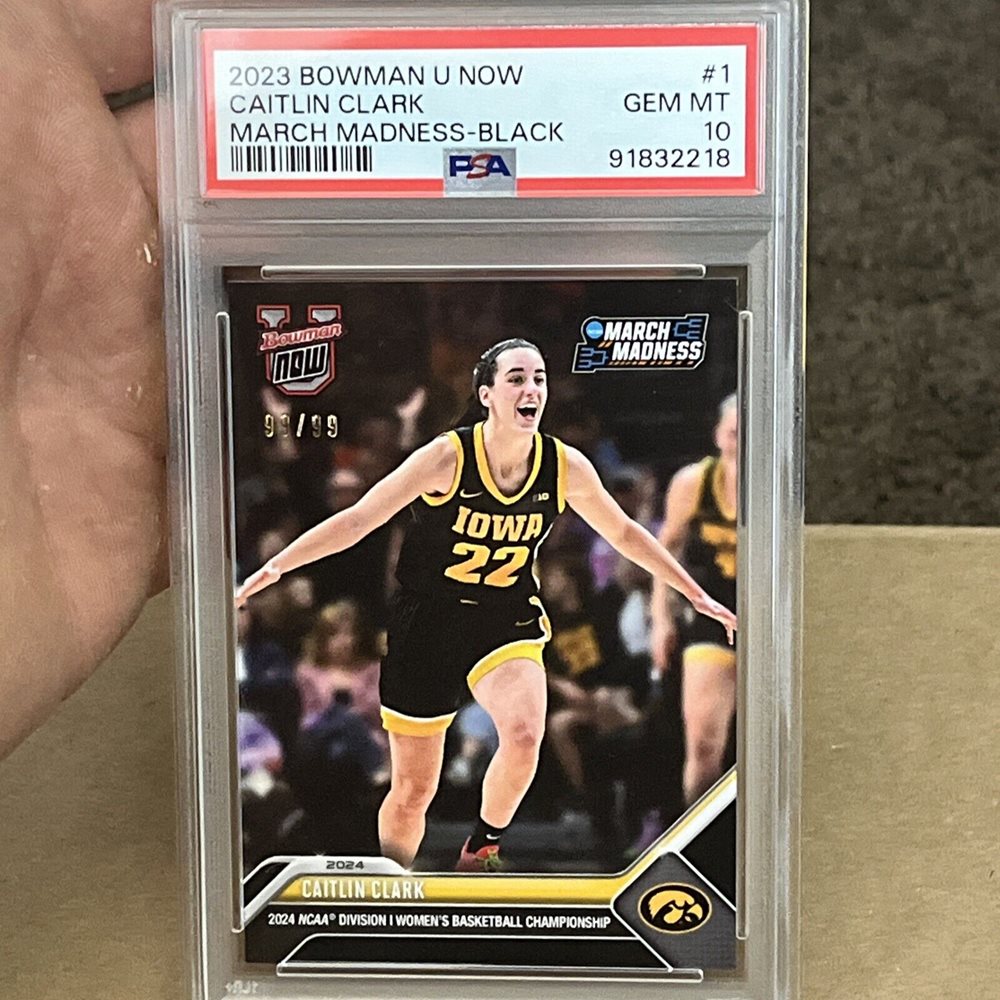 2023 BOWMAN U NOW #1
CAITLIN CLARK GEM MT
MARCH MADNESS-BLACK 10
PSA 91832218
Bowman
NOW
MARCH
MADNESS
99/99
IOWA
22
2024
CAITLIN CLARK
2024 NCAA® DIVISION I WOMEN'S BASKETBALL CHAMPIONSHIP